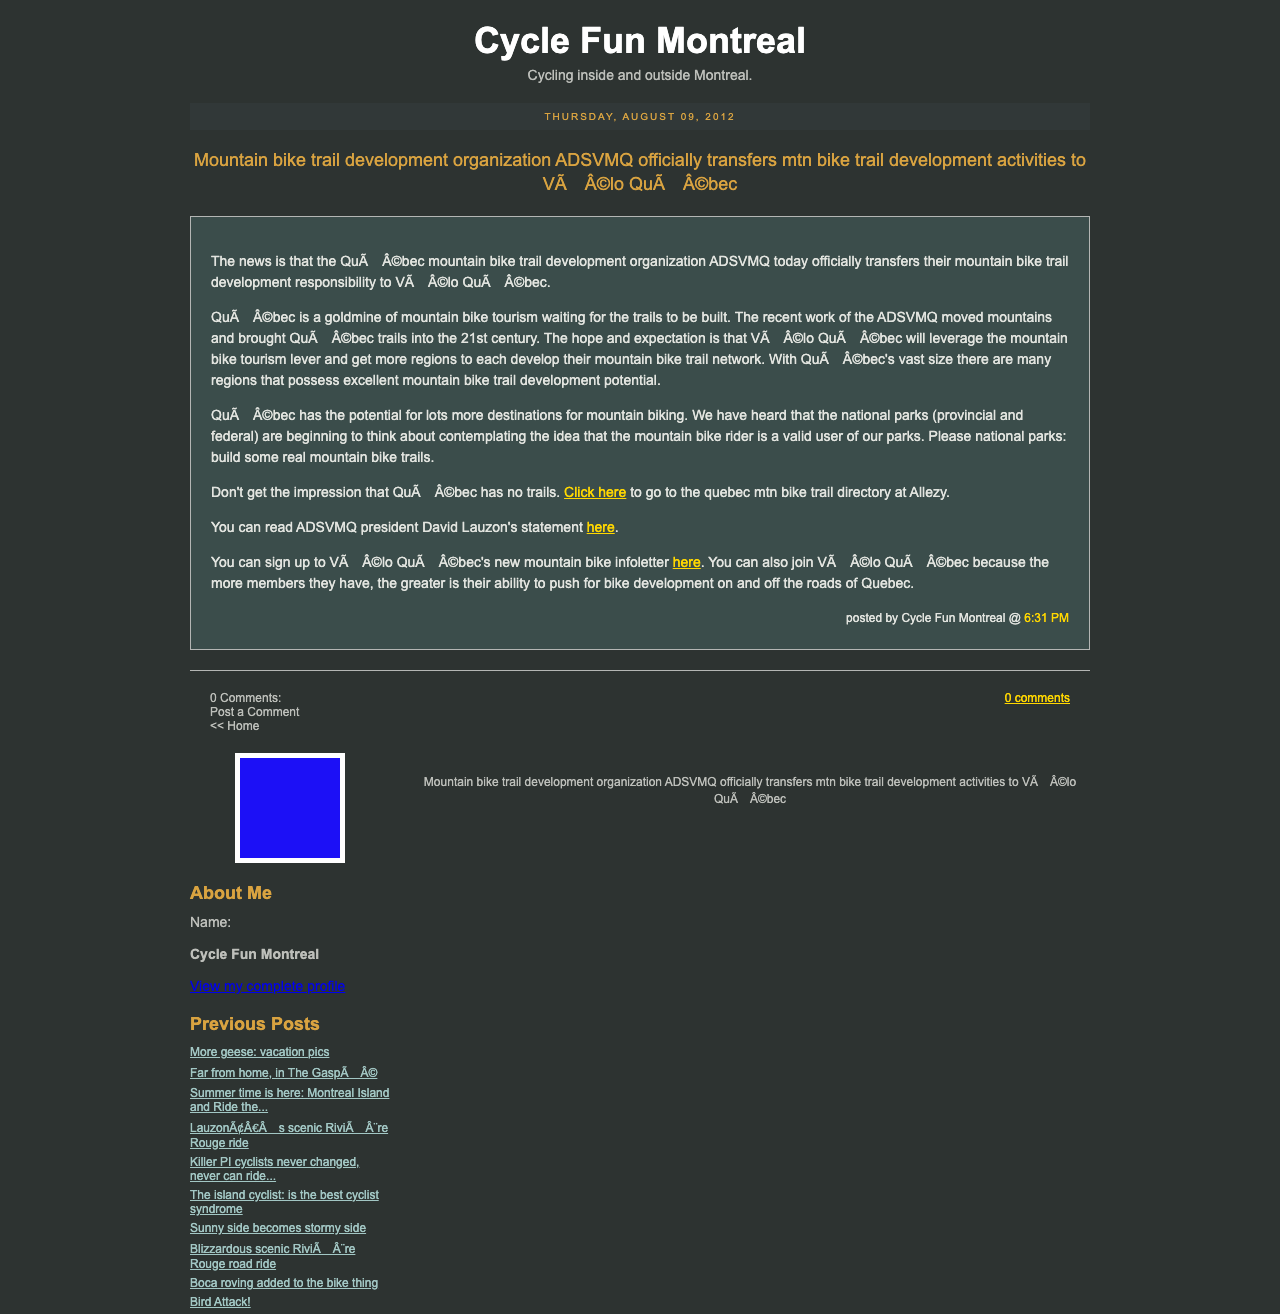 Cycle Fun Montreal
Cycling inside and outside Montreal.
THURSDAY, AUGUST 09, 2012
Mountain bike trail development organization ADSVMQ officially transfers mtn bike trail development activities to
VÃ Â©lo QuÃ Â©bec
The news is that the QuÃ Â©bec mountain bike trail development organization ADSVMQ today officially transfers their mountain bike trail
development responsibility to VÃ Â©lo QuÃ Â©bec.
QuÃ Â©bec is a goldmine of mountain bike tourism waiting for the trails to be built. The recent work of the ADSVMQ moved mountains
and brought QuÃ Â©bec trails into the 21st century. The hope and expectation is that VÃ Â©lo QuÃ Â©bec will leverage the mountain
bike tourism lever and get more regions to each develop their mountain bike trail network. With QuÃ Â©bec's vast size there are many
regions that possess excellent mountain bike trail development potential.
QuÃ Â©bec has the potential for lots more destinations for mountain biking. We have heard that the national parks (provincial and
federal) are beginning to think about contemplating the idea that the mountain bike rider is a valid user of our parks. Please national parks:
build some real mountain bike trails.
Don't get the impression that QuÃ Â©bec has no trails. Click here to go to the quebec mtn bike trail directory at Allezy.
You can read ADSVMQ president David Lauzon's statement here.
You can sign up to VÃ Â©lo QuÃ Â©bec's new mountain bike infoletter here. You can also join VÃ Â©lo QuÃ Â©bec because the
more members they have, the greater is their ability to push for bike development on and off the roads of Quebec.
posted by Cycle Fun Montreal @ 6:31 PM
0 Comments:
0 comments
Post a Comment
<< Home
Mountain bike trail development organization ADSVMQ officially transfers mtn bike trail development activities to VÃ Â©lo
QuÃ Â©bec
About Me
Name:
Cycle Fun Montreal
View my complete profile
Previous Posts
More geese: vacation pics
Far from home, in The GaspÃ Â©
Summer time is here: Montreal Island
and Ride the...
LauzonÃ¢Â€Â s scenic RiviÃ Â¨re
Rouge ride
Killer PI cyclists never changed,
never can ride...
The island cyclist: is the best cyclist
syndrome
Sunny side becomes stormy side
Blizzardous scenic RiviÃ Â¨re
Rouge road ride
Boca roving added to the bike thing
Bird Attack!